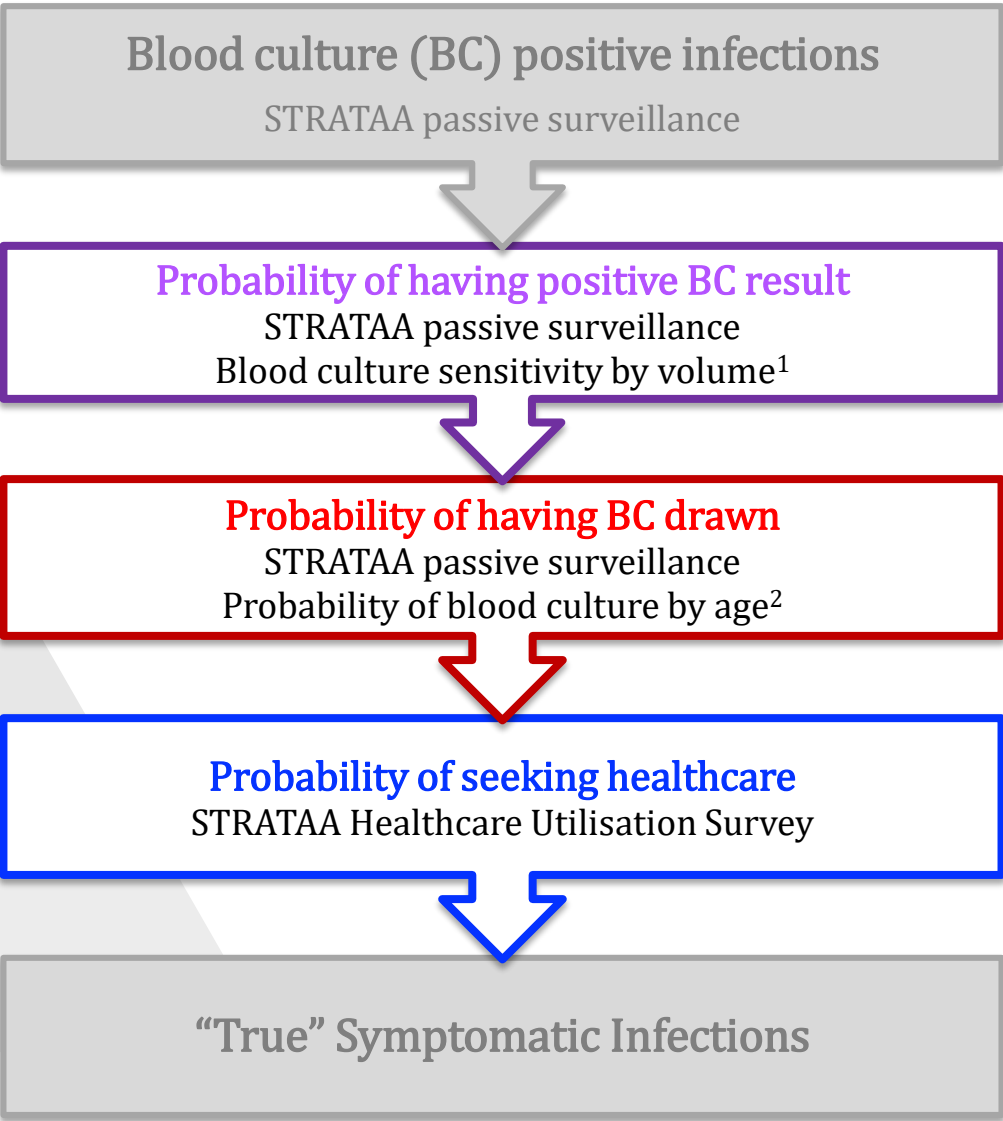 Blood culture (BC) positive infections
STRATAA passive surveillance
Probability of having positive BC result
STRATAA passive surveillance
Blood culture sensitivity by volume¹
Probability of having BC drawn
STRATAA passive surveillance
Probability of blood culture by age²
Probability of seeking healthcare
STRATAA Healthcare Utilisation Survey
“True” Symptomatic Infections